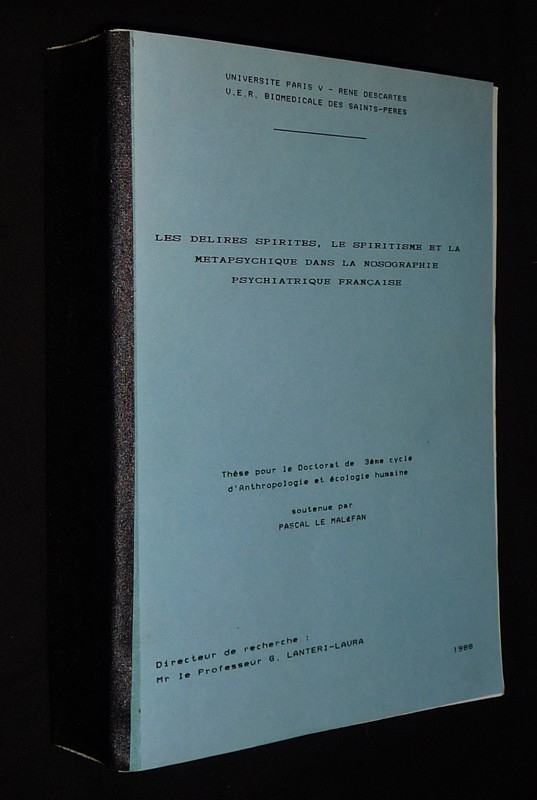 UNIVERSITE PARIS V - RENE DESCARTES
U.E.R. BIOMEDICALE DES SAINTS-PERES
LES DELIRES SPIRITES, LE SPIRITISME ET LA
METAPSYCHIQUE DANS LA NOSOGRAPHIE
PSYCHIATRIQUE FRANÇAISE
Thèse pour le Doctorat de 3ème cycle
d'Anthropologie et écologie humaine
soutenue par
PASCAL LE MALéFAN
Directeur de recherche :
Mr le Professeur G. LANTERI-LAURA
1988